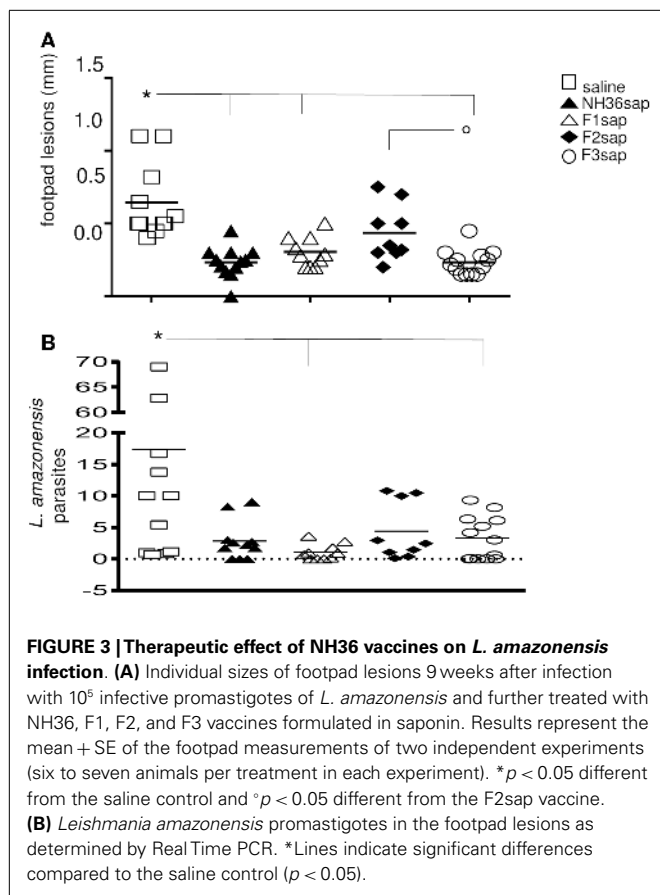 A
footpad lesions (mm)
1.5
1.0
0.5
0.0
*
°
saline
NH36sap
F1sap
F2sap
F3sap
B
L. amazonensis
parasites
*
70
65
60
20
15
10
5
0
-5
FIGURE 3 | Therapeutic effect of NH36 vaccines on L. amazonensis
infection. (A) Individual sizes of footpad lesions 9 weeks after infection
with 10⁵ infective promastigotes of L. amazonensis and further treated with
NH36, F1, F2, and F3 vaccines formulated in saponin. Results represent the
mean + SE of the footpad measurements of two independent experiments
(six to seven animals per treatment in each experiment). *p < 0.05 different
from the saline control and °p < 0.05 different from the F2sap vaccine.
(B) Leishmania amazonensis promastigotes in the footpad lesions as
determined by Real Time PCR. *Lines indicate significant differences
compared to the saline control (p < 0.05).